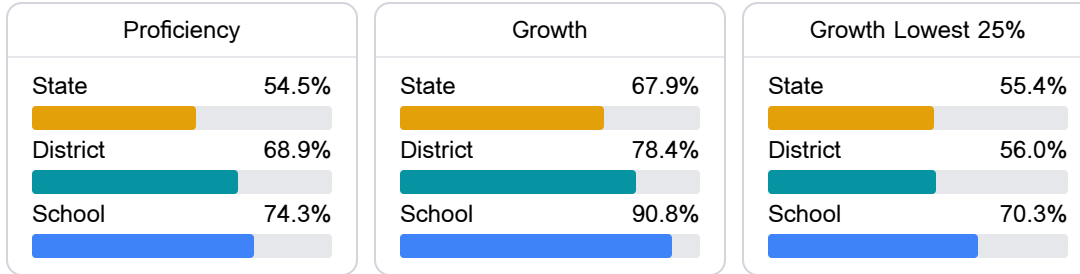 Proficiency
State 54.5%
District 68.9%
School 74.3%
Growth
State 67.9%
District 78.4%
School 90.8%
Growth Lowest 25%
State 55.4%
District 56.0%
School 70.3%